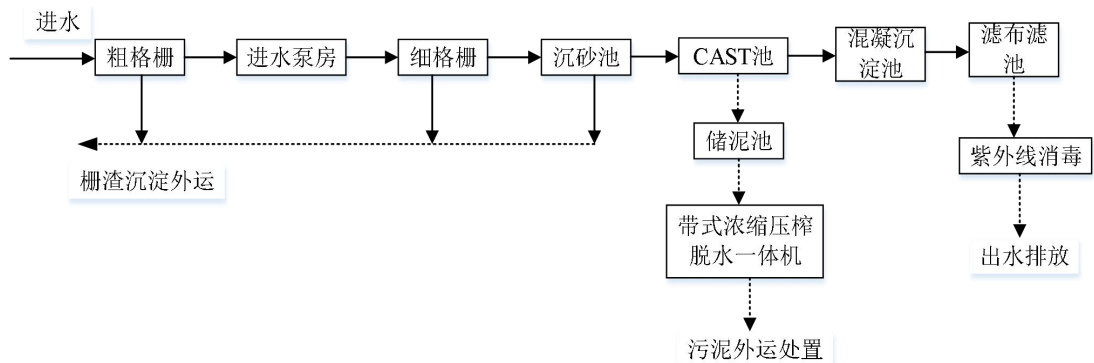 进水
粗格栅
进水泵房
细格栅
沉砂池
CAST池
混凝沉
淀池
滤布滤
池
储泥池
紫外线消毒
栅渣沉淀外运
带式浓缩压榨
脱水一体机
出水排放
污泥外运处置